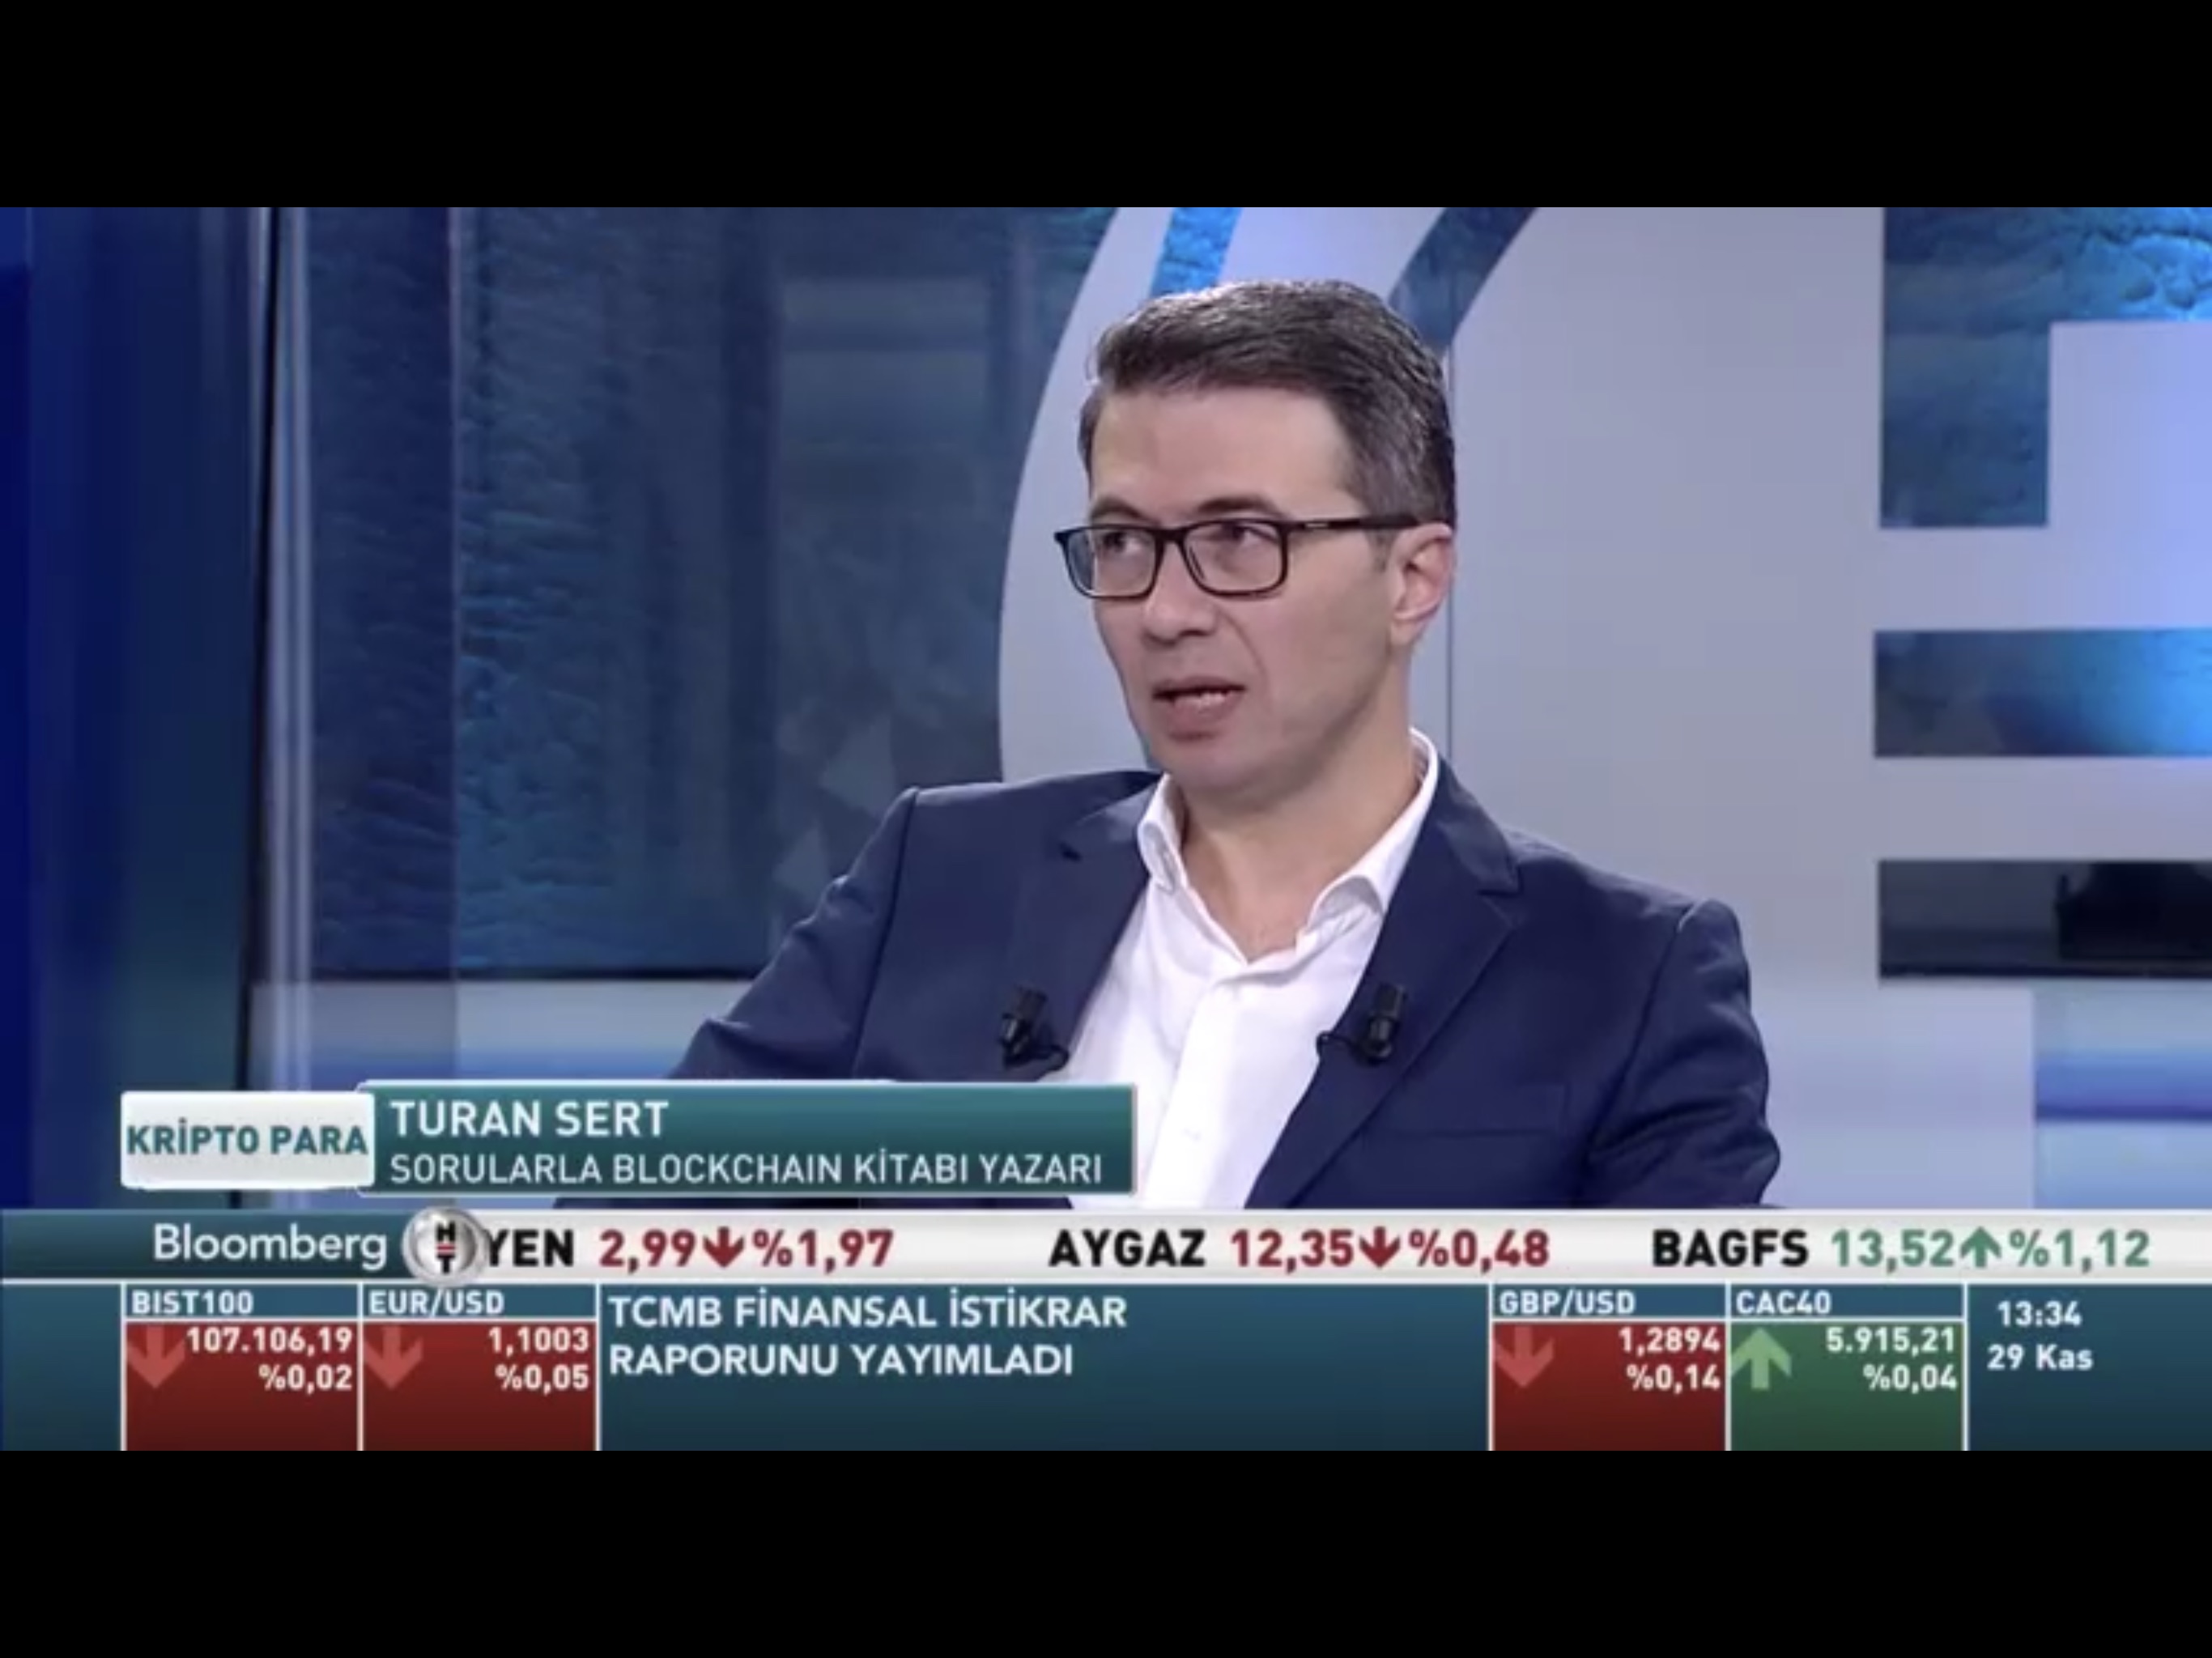 KRİPTO PARA
TURAN SERT
SORULARLA BLOCKCHAIN KİTABI YAZARI
Bloomberg HT
YEN 2,99 %1,97 AYGAZ 12,35 %0,48 BAGFS 13,52 %1,12
BIST100
107.106,19
%0,02
EUR/USD
1,1003
%0,05
TCMB FİNANSAL İSTİKRAR
RAPORUNU YAYIMLADI
GBP/USD
1,2894
%0,14
CAC40
5.915,21
%0,04
13:34
29 Kas